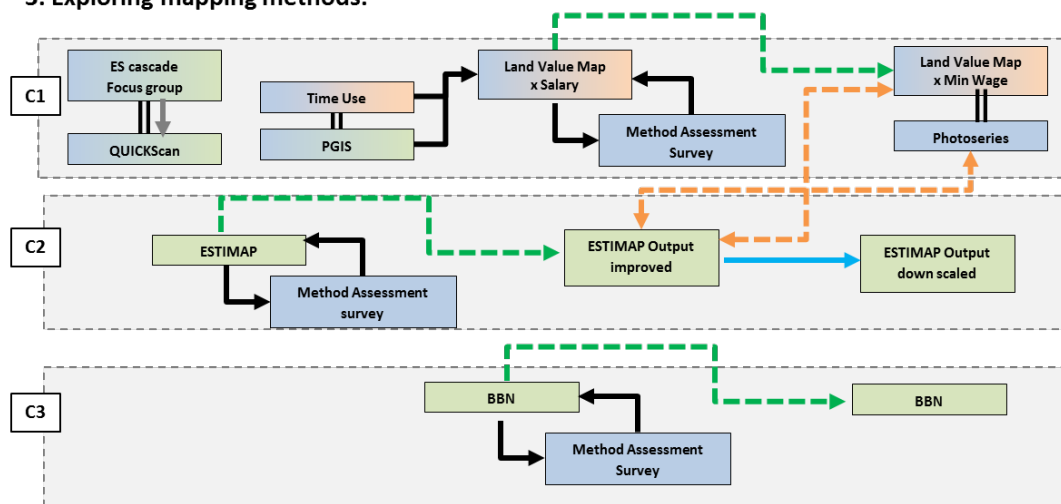 3. Exploring mapping methods.
C1
ES cascade
Focus group
QUICKScan
Time Use
PGIS
Land Value Map
x Salary
Method Assessment
Survey
Land Value Map
x Min Wage
Photoseries
C2
ESTIMAP
Method Assessment
survey
ESTIMAP Output
improved
ESTIMAP Output
down scaled
C3
BBN
Method Assessment
Survey
BBN